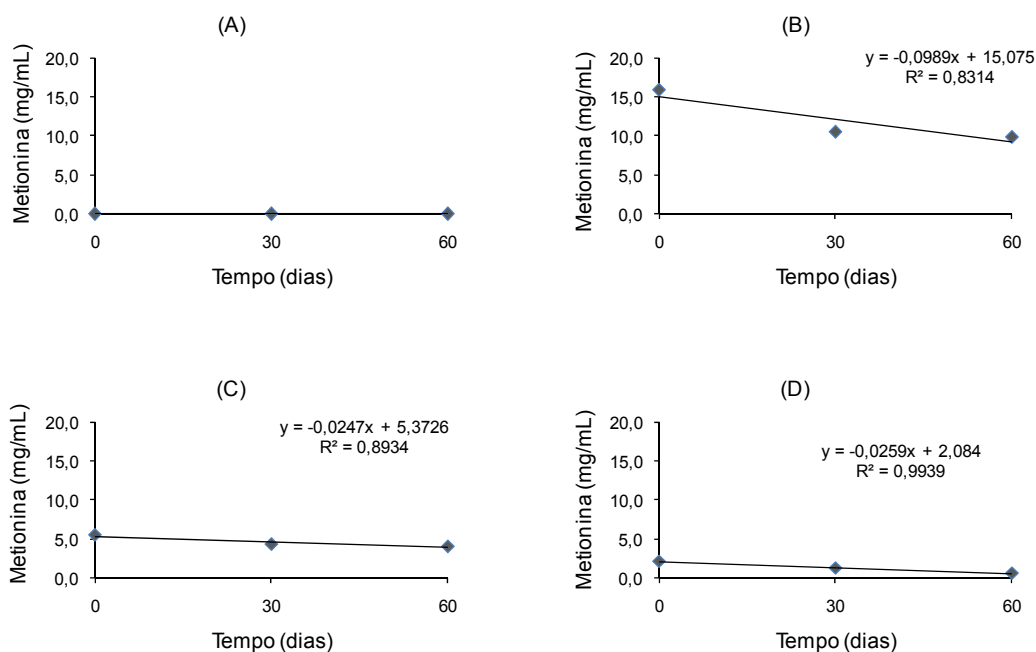 (A)
Metionina (mg/mL)
20,0
15,0
10,0
5,0
0,0
0 30 60
Tempo (dias)
(B)
y = -0,0989x + 15,075
R² = 0,8314
Metionina (mg/mL)
20,0
15,0
10,0
5,0
0,0
0 30 60
Tempo (dias)
(C)
y = -0,0247x + 5,3726
R² = 0,8934
Metionina (mg/mL)
20,0
15,0
10,0
5,0
0,0
0 30 60
Tempo (dias)
(D)
y = -0,0259x + 2,084
R² = 0,9939
Metionina (mg/mL)
20,0
15,0
10,0
5,0
0,0
0 30 60
Tempo (dias)